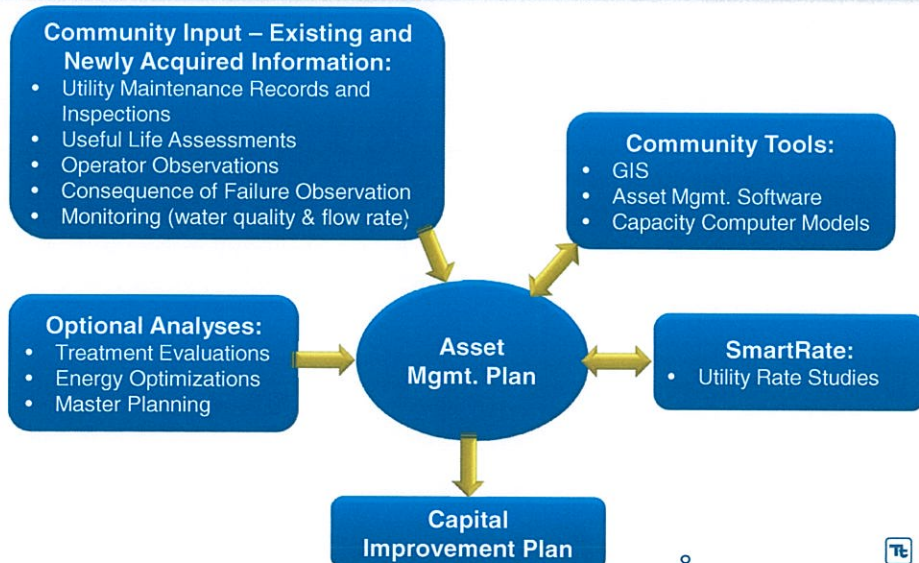 Community Input – Existing and
Newly Acquired Information:
• Utility Maintenance Records and
Inspections
• Useful Life Assessments
• Operator Observations
• Consequence of Failure Observation
• Monitoring (water quality & flow rate)
Community Tools:
• GIS
• Asset Mgmt. Software
• Capacity Computer Models
Optional Analyses:
• Treatment Evaluations
• Energy Optimizations
• Master Planning
Asset
Mgmt. Plan
SmartRate:
• Utility Rate Studies
Capital
Improvement Plan
Tt